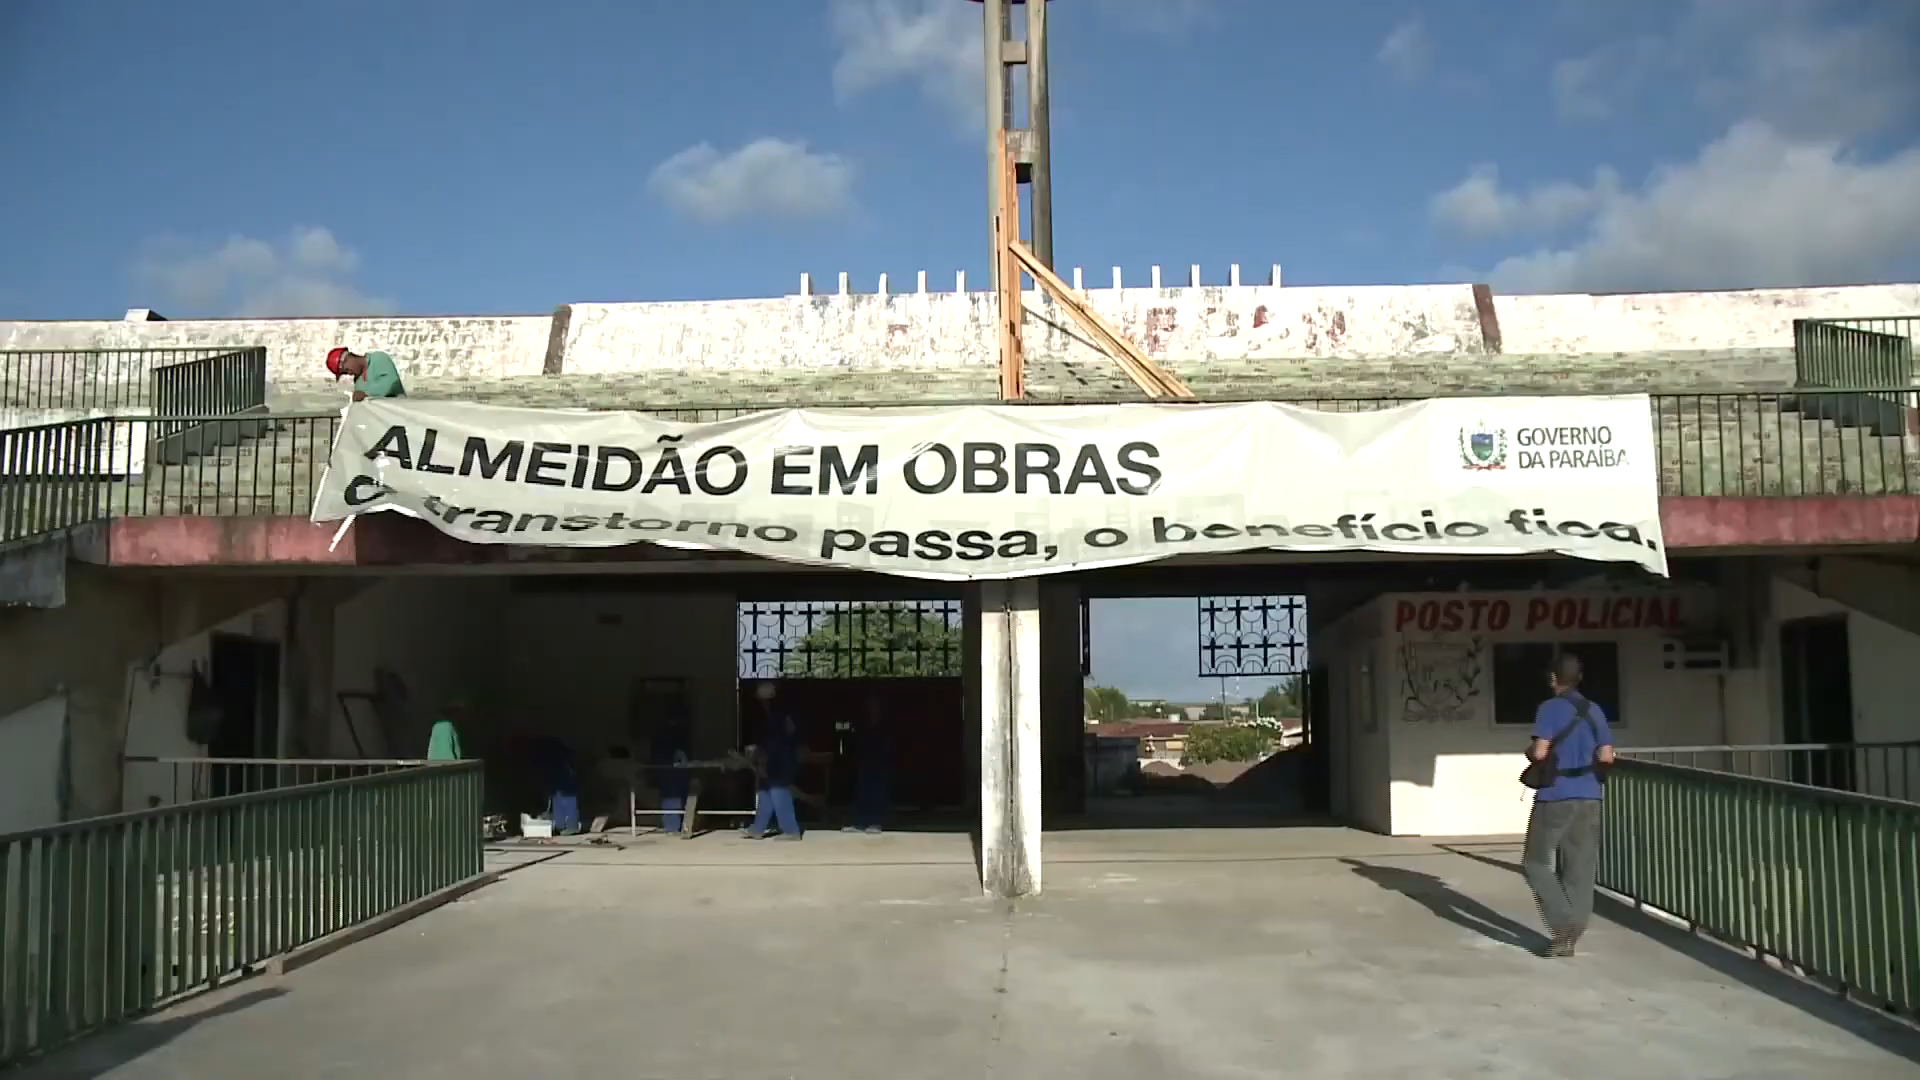 ALMEIDÃO EM OBRAS
O transtorno passa, o benefício fica.
GOVERNO
DA PARAÍBA
POSTO POLICIAL